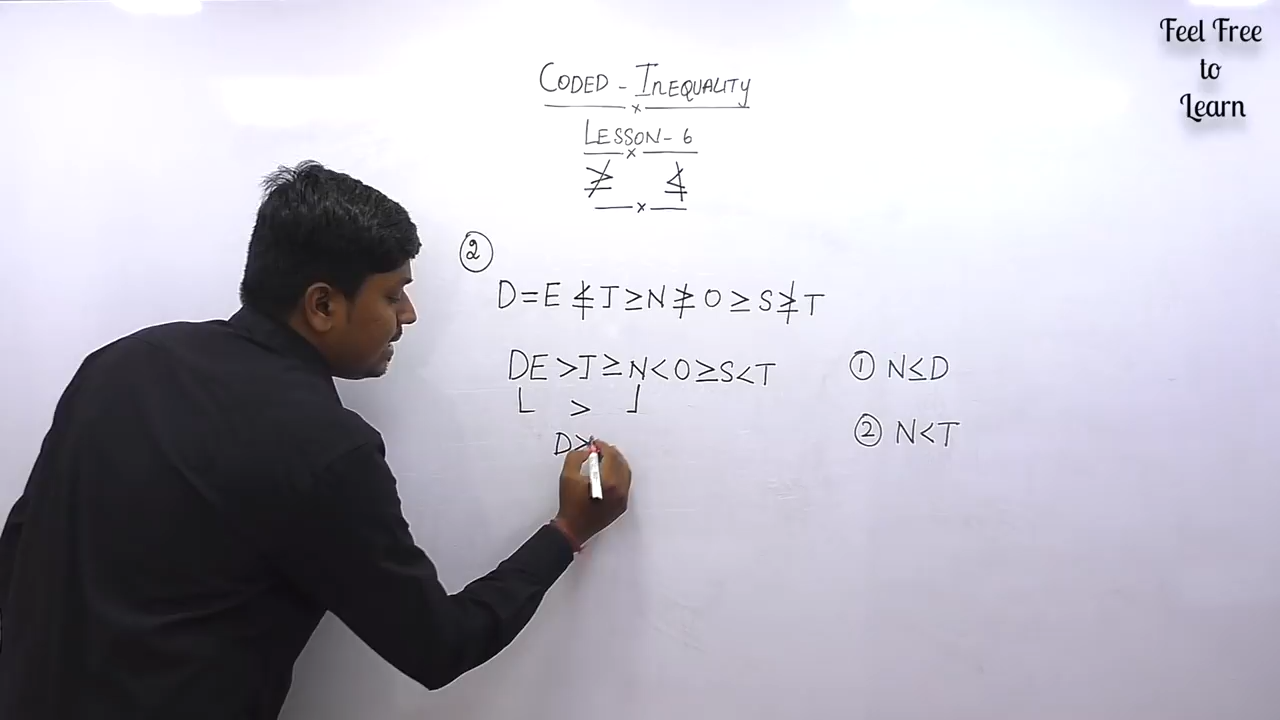 Feel Free
to
Learn
CODED - INEQUALITY
LESSON - 6
≱ ≰
②
D=E ≰ J ≥ N ≱ O ≥ S ≱ T
DE > J ≥ N < O ≥ S < T
① N ≤ D
>
D>
② N < T